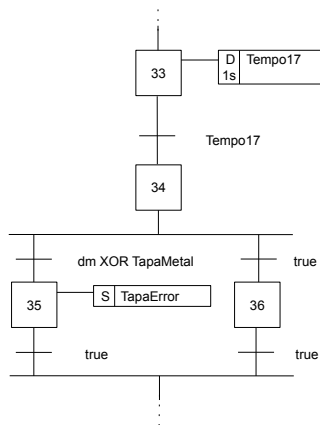 33
D Tempo17
1s
Tempo17
34
dm XOR TapaMetal
true
35
S TapaError
36
true
true